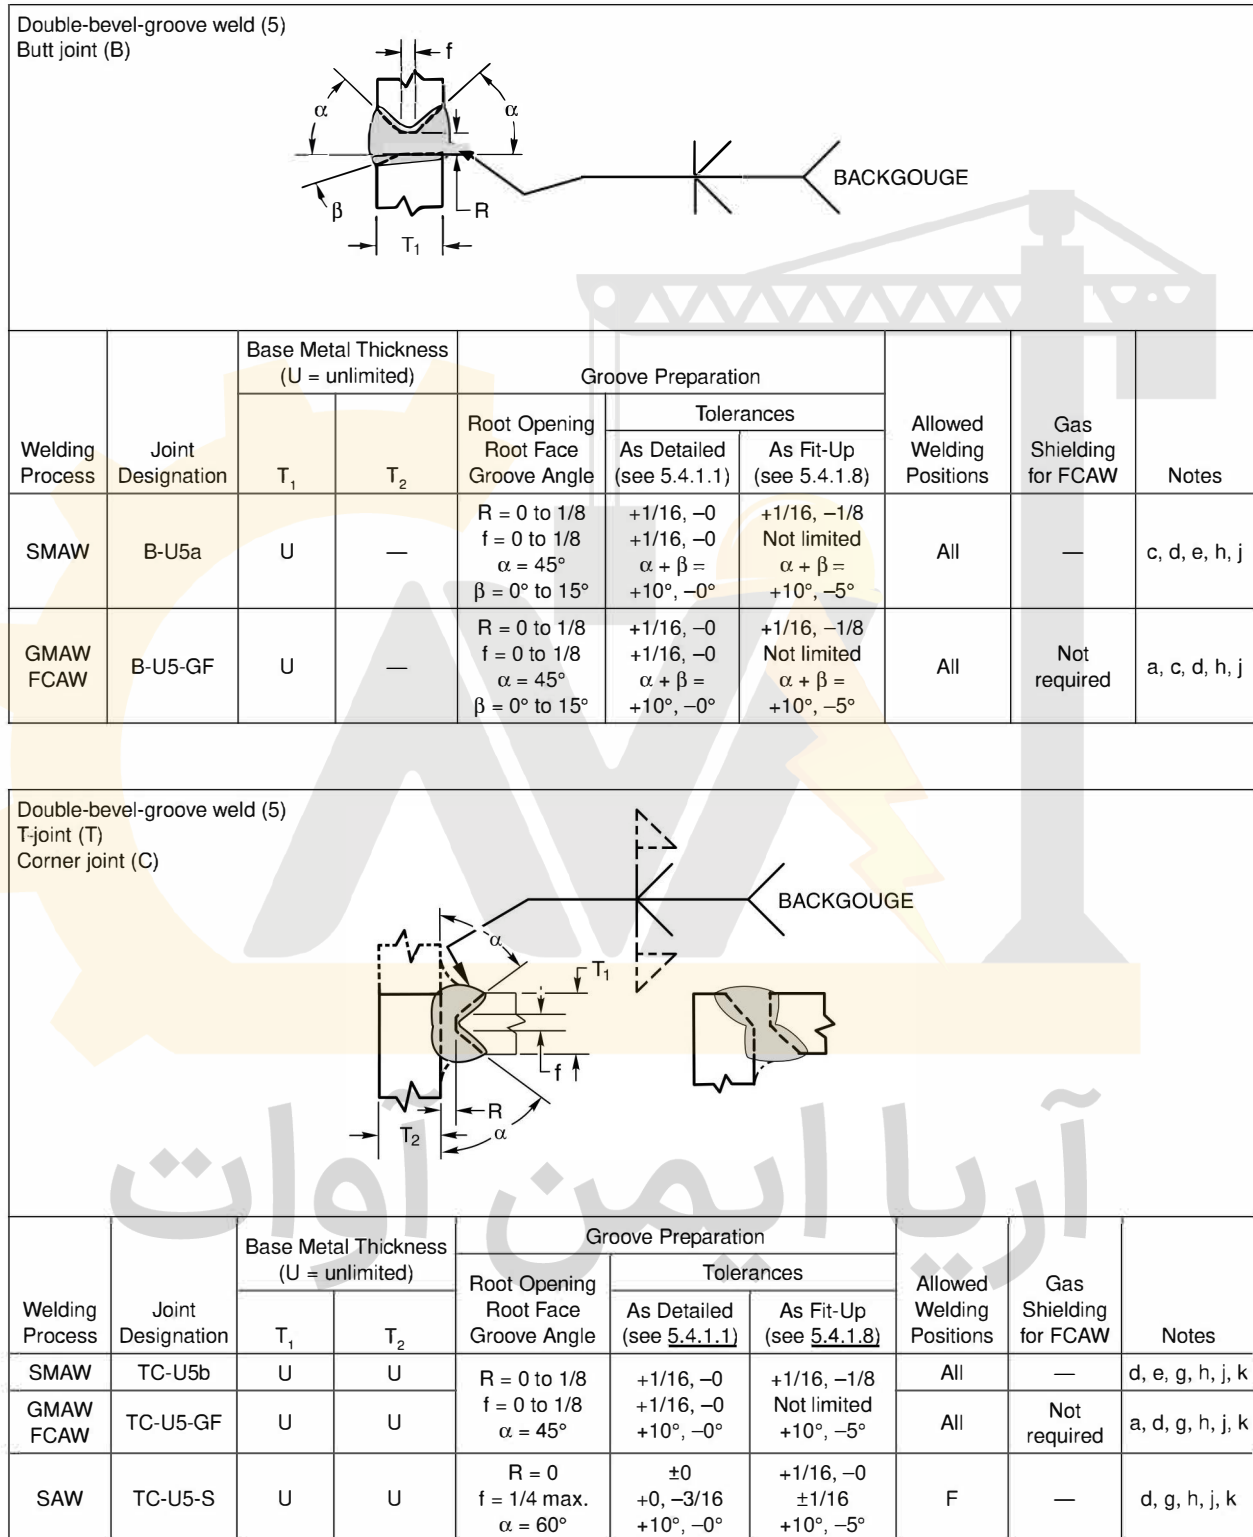 Double-bevel-groove weld (5)
Butt joint (B)
f
α
α
BACKGOUGE
β
R
T₁
Welding Process
Joint Designation
Base Metal Thickness
(U = unlimited)
T₁
T₂
Groove Preparation
Root Opening
Root Face
Groove Angle
Tolerances
As Detailed
(see 5.4.1.1)
As Fit-Up
(see 5.4.1.8)
Allowed Welding Positions
Gas Shielding for FCAW
Notes
SMAW B-U5a U — R = 0 to 1/8 +1/16, –0 +1/16, –1/8 All — c, d, e, h, j
f = 0 to 1/8 +1/16, –0 Not limited
α = 45° α + β = α + β =
β = 0° to 15° +10°, –0° +10°, –5°
GMAW FCAW B-U5-GF U — R = 0 to 1/8 +1/16, –0 +1/16, –1/8 All Not required a, c, d, h, j
f = 0 to 1/8 +1/16, –0 Not limited
α = 45° α + β = α + β =
β = 0° to 15° +10°, –0° +10°, –5°
Double-bevel-groove weld (5)
T-joint (T)
Corner joint (C)
BACKGOUGE
α
T₁
f
R
T₂
α
آریا ایمن آوات
Welding Process
Joint Designation
Base Metal Thickness
(U = unlimited)
T₁
T₂
Groove Preparation
Root Opening
Root Face
Groove Angle
Tolerances
As Detailed
(see 5.4.1.1)
As Fit-Up
(see 5.4.1.8)
Allowed Welding Positions
Gas Shielding for FCAW
Notes
SMAW TC-U5b U U All — d, e, g, h, j, k
GMAW FCAW TC-U5-GF U U All Not required a, d, g, h, j, k
R = 0 to 1/8 +1/16, –0 +1/16, –1/8
f = 0 to 1/8 +1/16, –0 Not limited
α = 45° +10°, –0° +10°, –5°
SAW TC-U5-S U U R = 0 ±0 +1/16, –0 F — d, g, h, j, k
f = 1/4 max. +0, –3/16 ±1/16
α = 60° +10°, –0° +10°, –5°